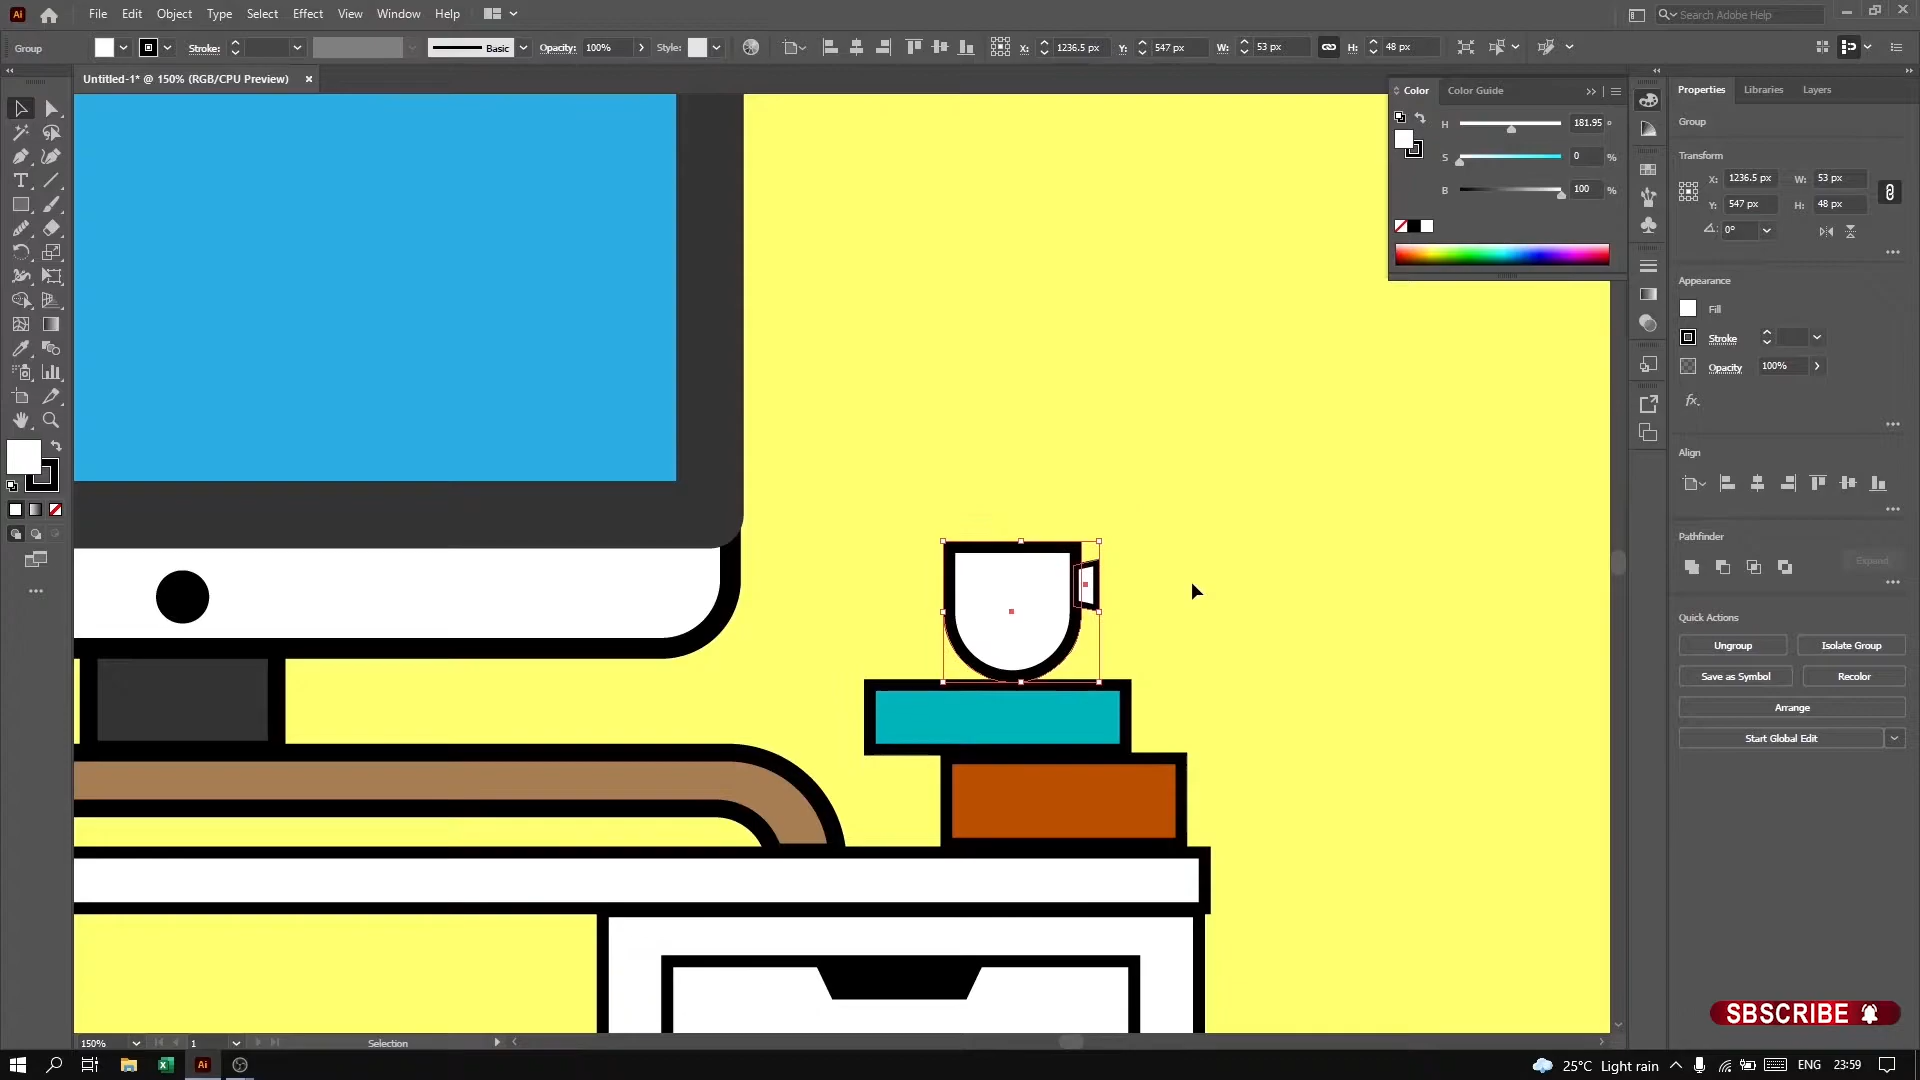 Ai File Edit Object Type Select Effect View Window Help Search Adobe Help
Group Stroke: Basic Opacity: 100% Style: X: 1236.5 px Y: 547 px W: 53 px H: 48 px
Untitled-1* @ 150% (RGB/CPU Preview) ×
Color Color Guide
H 181.95 °
S 0 %
B 100 %
Properties Libraries Layers
Group
Transform
X: 1236.5 px W: 53 px
Y: 547 px H: 48 px
0°
Appearance
Fill
Stroke
Opacity 100%
fx
Align
Pathfinder
Expand
Quick Actions
Ungroup Isolate Group
Save as Symbol Recolor
Arrange
Start Global Edit
SBSCRIBE
150% 1 Selection
Ai 25°C Light rain ENG 23:59